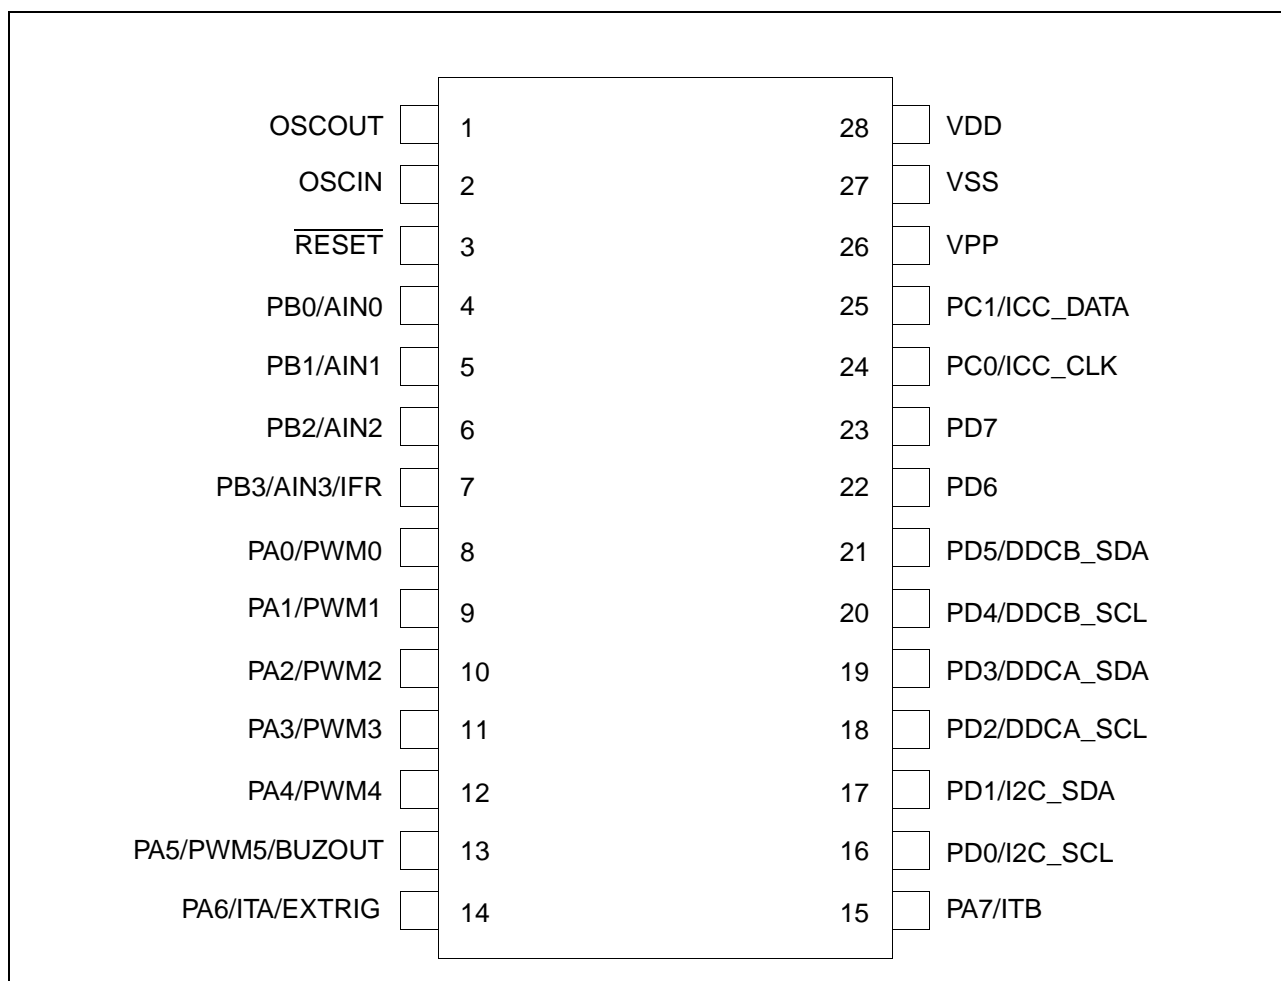 OSCOUT 1 28 VDD
OSCIN 2 27 VSS
RESET 3 26 VPP
PB0/AIN0 4 25 PC1/ICC_DATA
PB1/AIN1 5 24 PC0/ICC_CLK
PB2/AIN2 6 23 PD7
PB3/AIN3/IFR 7 22 PD6
PA0/PWM0 8 21 PD5/DDCB_SDA
PA1/PWM1 9 20 PD4/DDCB_SCL
PA2/PWM2 10 19 PD3/DDCA_SDA
PA3/PWM3 11 18 PD2/DDCA_SCL
PA4/PWM4 12 17 PD1/I2C_SDA
PA5/PWM5/BUZOUT 13 16 PD0/I2C_SCL
PA6/ITA/EXTRIG 14 15 PA7/ITB